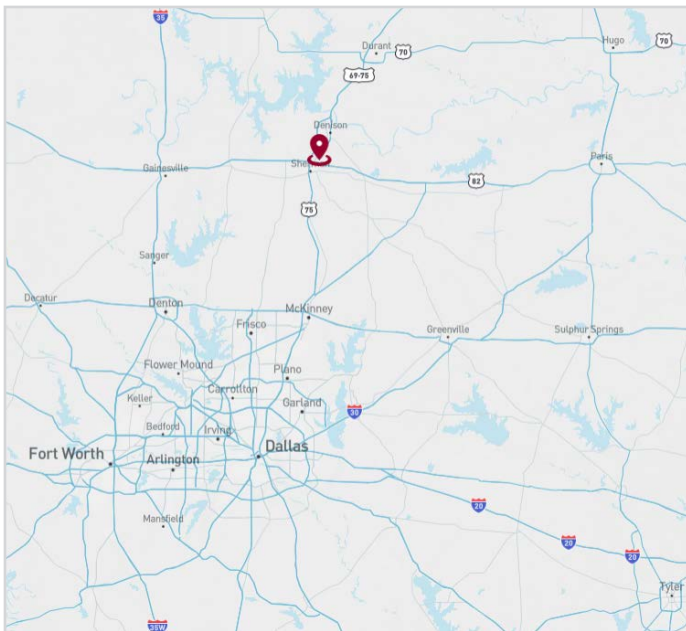 35
Hugo
70
Durant
70
69-75
Denison
Paris
Gainesville
82
75
Sanger
Decatur
Denton
McKinney
Frisco
Greenville
Sulphur Springs
Flower Mound
Plano
Carrollton
Keller
Garland
30
Bedford
Irving
Dallas
Fort Worth
Arlington
20
Mansfield
20
20
Tyler
35W